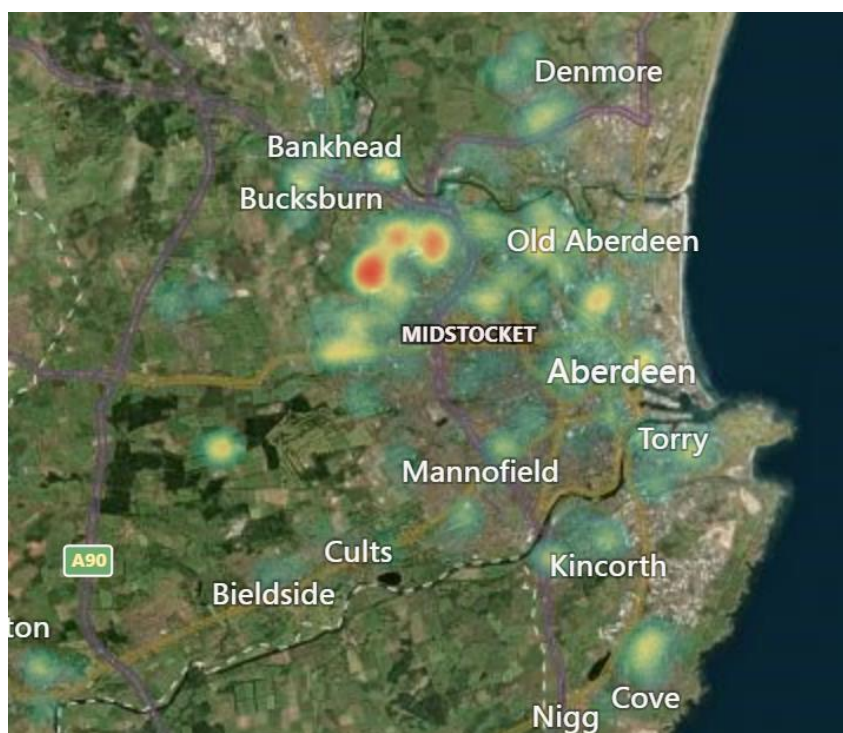 Denmore
Bankhead
Bucksburn
Old Aberdeen
MIDSTOCKET
Aberdeen
Torry
Mannofield
Cults
A90
Kincorth
Bieldside
ton
Cove
Nigg